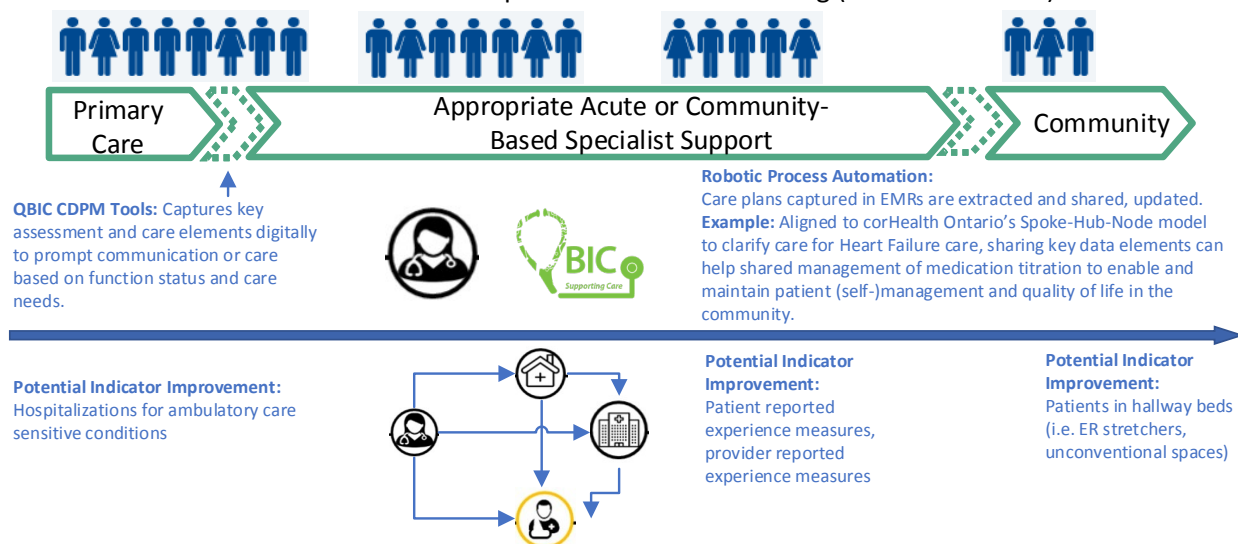 Primary
Care
Appropriate Acute or Community-
Based Specialist Support
Community
QBIC CDPM Tools: Captures key
assessment and care elements digitally
to prompt communication or care
based on function status and care
needs.
BIC
Supporting Care
Robotic Process Automation:
Care plans captured in EMRs are extracted and shared, updated.
Example: Aligned to corHealth Ontario's Spoke-Hub-Node model
to clarify care for Heart Failure care, sharing key data elements can
help shared management of medication titration to enable and
maintain patient (self-)management and quality of life in the
community.
Potential Indicator Improvement:
Hospitalizations for ambulatory care
sensitive conditions
Potential Indicator
Improvement:
Patient reported
experience measures,
provider reported
experience measures
Potential Indicator
Improvement:
Patients in hallway beds
(i.e. ER stretchers,
unconventional spaces)